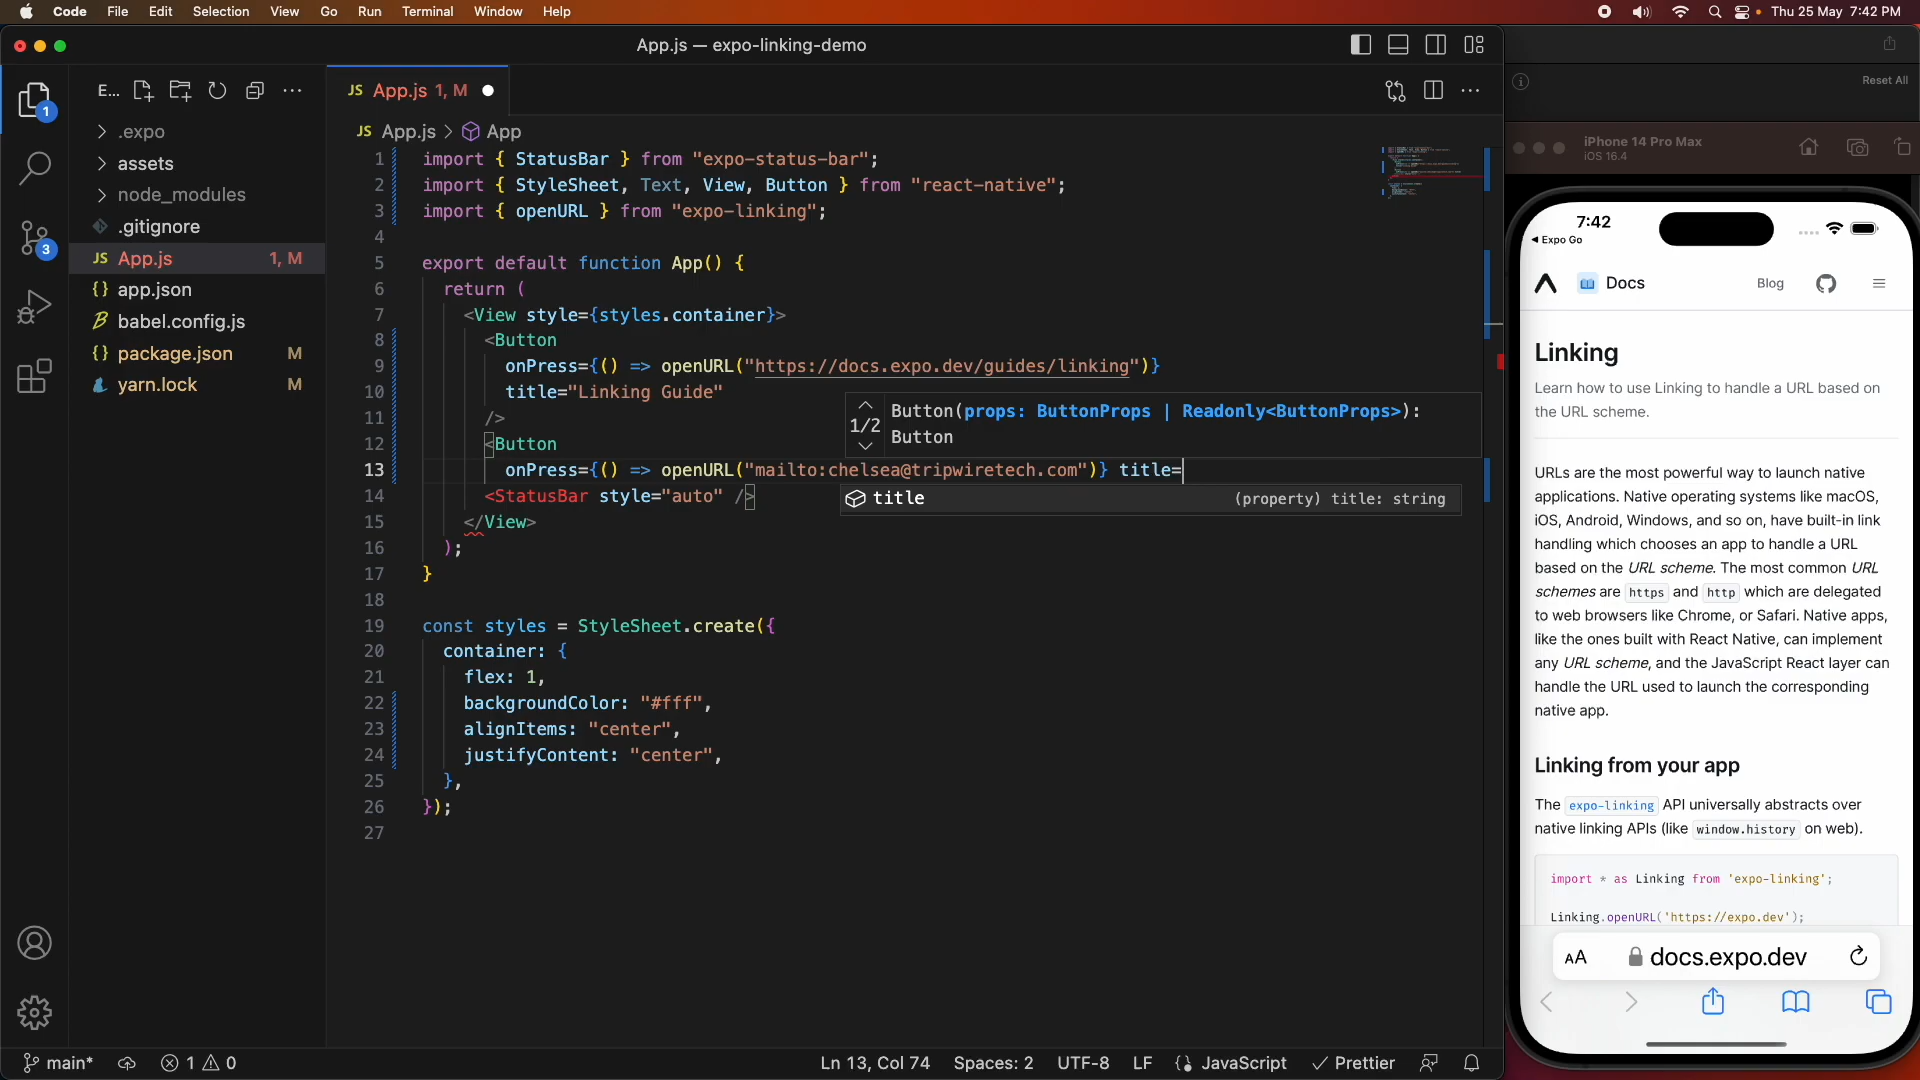 Code File Edit Selection View Go Run Terminal Window Help
Thu 25 May 7:42 PM
App.js — expo-linking-demo
E...
JS App.js 1, M
1
.expo
assets
node_modules
.gitignore
3
JS App.js 1, M
{} app.json
babel.config.js
{} package.json M
yarn.lock M
JS App.js > App
1 import { StatusBar } from "expo-status-bar";
2 import { StyleSheet, Text, View, Button } from "react-native";
3 import { openURL } from "expo-linking";
4
5 export default function App() {
6 return (
7 <View style={styles.container}>
8 <Button
9 onPress={() => openURL("https://docs.expo.dev/guides/linking")}
10 title="Linking Guide"
11 />
12 <Button
13 onPress={() => openURL("mailto:chelsea@tripwiretech.com")} title=
14 <StatusBar style="auto" />
15 </View>
16 );
17 }
18
19 const styles = StyleSheet.create({
20 container: {
21 flex: 1,
22 backgroundColor: "#fff",
23 alignItems: "center",
24 justifyContent: "center",
25 },
26 });
27
1/2
Button(props: ButtonProps | Readonly<ButtonProps>):
Button
title (property) title: string
main* 1 0
Ln 13, Col 74 Spaces: 2 UTF-8 LF {} JavaScript Prettier
Reset All
iPhone 14 Pro Max
iOS 16.4
7:42
Expo Go
Docs Blog
Linking
Learn how to use Linking to handle a URL based on
the URL scheme.
URLs are the most powerful way to launch native
applications. Native operating systems like macOS,
iOS, Android, Windows, and so on, have built-in link
handling which chooses an app to handle a URL
based on the URL scheme. The most common URL
schemes are https and http which are delegated
to web browsers like Chrome, or Safari. Native apps,
like the ones built with React Native, can implement
any URL scheme, and the JavaScript React layer can
handle the URL used to launch the corresponding
native app.
Linking from your app
The expo-linking API universally abstracts over
native linking APIs (like window.history on web).
import * as Linking from 'expo-linking';
Linking.openURL('https://expo.dev');
AA docs.expo.dev